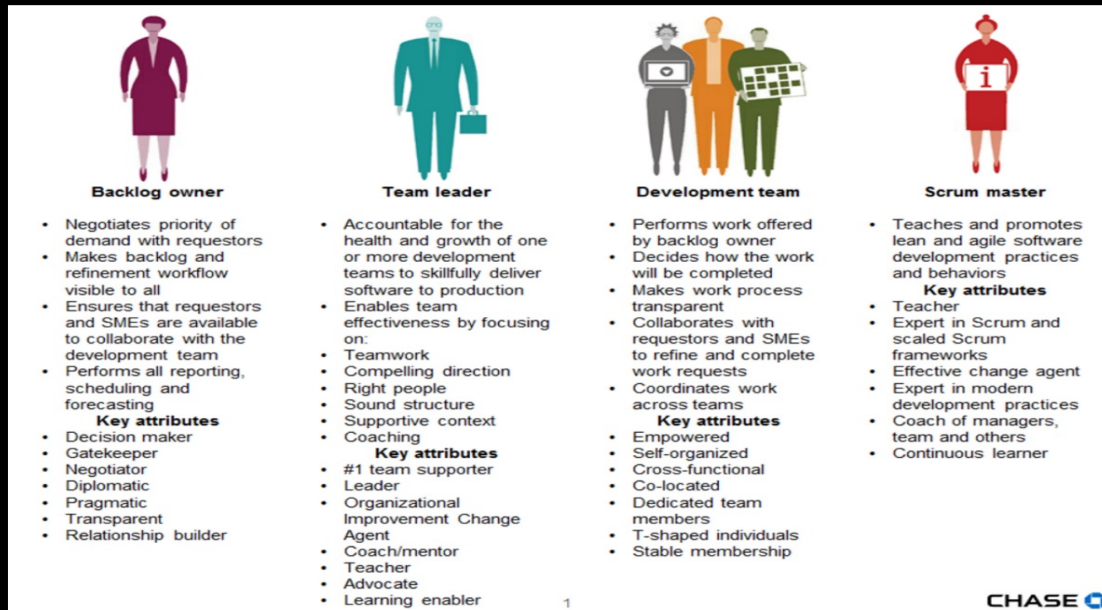 i
Backlog owner
• Negotiates priority of
demand with requestors
• Makes backlog and
refinement workflow
visible to all
• Ensures that requestors
and SMEs are available
to collaborate with the
development team
• Performs all reporting,
scheduling and
forecasting
Key attributes
• Decision maker
• Gatekeeper
• Negotiator
• Diplomatic
• Pragmatic
• Transparent
• Relationship builder
Team leader
• Accountable for the
health and growth of one
or more development
teams to skillfully deliver
software to production
• Enables team
effectiveness by focusing
on:
• Teamwork
• Compelling direction
• Right people
• Sound structure
• Supportive context
• Coaching
Key attributes
• #1 team supporter
• Leader
• Organizational
Improvement Change
Agent
• Coach/mentor
• Teacher
• Advocate
• Learning enabler
Development team
• Performs work offered
by backlog owner
• Decides how the work
will be completed
• Makes work process
transparent
• Collaborates with
requestors and SMEs
to refine and complete
work requests
• Coordinates work
across teams
Key attributes
• Empowered
• Self-organized
• Cross-functional
• Co-located
• Dedicated team
members
• T-shaped individuals
• Stable membership
Scrum master
• Teaches and promotes
lean and agile software
development practices
and behaviors
Key attributes
• Teacher
• Expert in Scrum and
scaled Scrum
frameworks
• Effective change agent
• Expert in modern
development practices
• Coach of managers,
team and others
• Continuous learner
1
CHASE